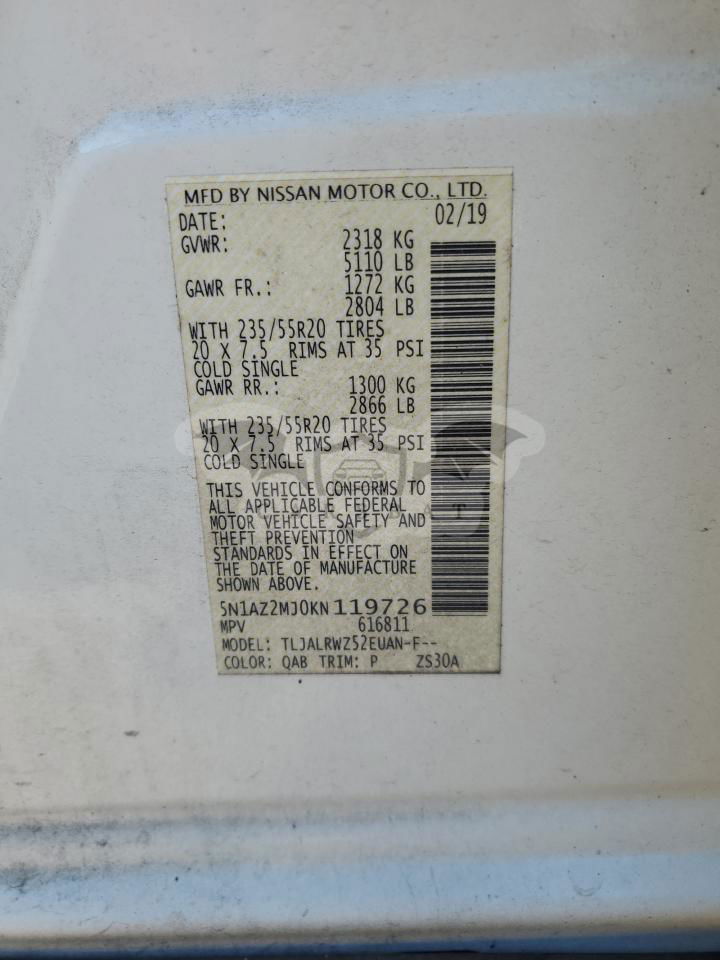 MFD BY NISSAN MOTOR CO., LTD.
DATE: 02/19
GVWR: 2318 KG
5110 LB
GAWR FR.: 1272 KG
2804 LB
WITH 235/55R20 TIRES
20 X 7.5 RIMS AT 35 PSI
COLD SINGLE
GAWR RR.: 1300 KG
2866 LB
WITH 235/55R20 TIRES
20 X 7.5 RIMS AT 35 PSI
COLD SINGLE
THIS VEHICLE CONFORMS TO
ALL APPLICABLE FEDERAL
MOTOR VEHICLE SAFETY AND
THEFT PREVENTION
STANDARDS IN EFFECT ON
THE DATE OF MANUFACTURE
SHOWN ABOVE.
T
5N1AZ2MJ0KN119726
MPV 616811
MODEL: TLJALRWZ52EUAN-F--
COLOR: QAB TRIM: P ZS30A